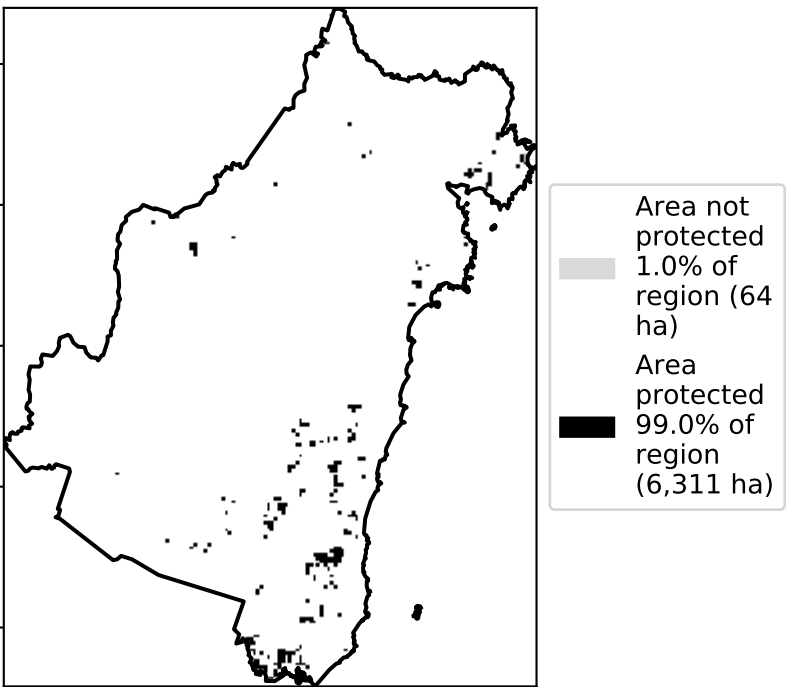 Area not
protected
1.0% of
region (64
ha)
Area
protected
99.0% of
region
(6,311 ha)